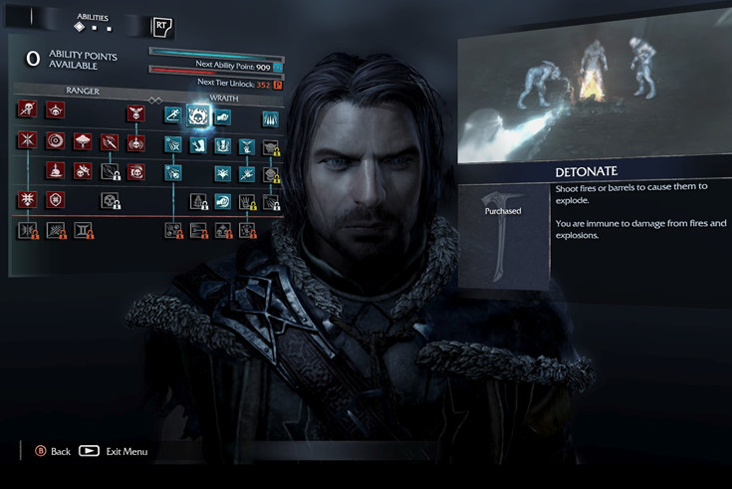 ABILITIES
RT
0 ABILITY POINTS
AVAILABLE
Next Ability Point: 909
Next Tier Unlock: 352
RANGER
WRAITH
DETONATE
Purchased
Shoot fires or barrels to cause them to
explode.
You are immune to damage from fires and
explosions.
B Back
Exit Menu